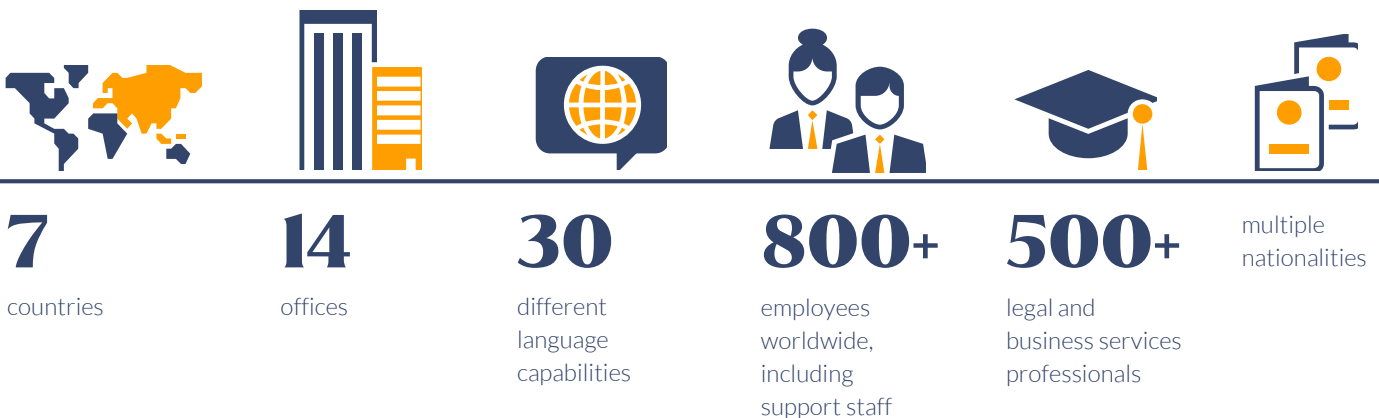 7
countries
14
offices
30
different
language
capabilities
800+
employees
worldwide,
including
support staff
500+
legal and
business services
professionals
multiple
nationalities